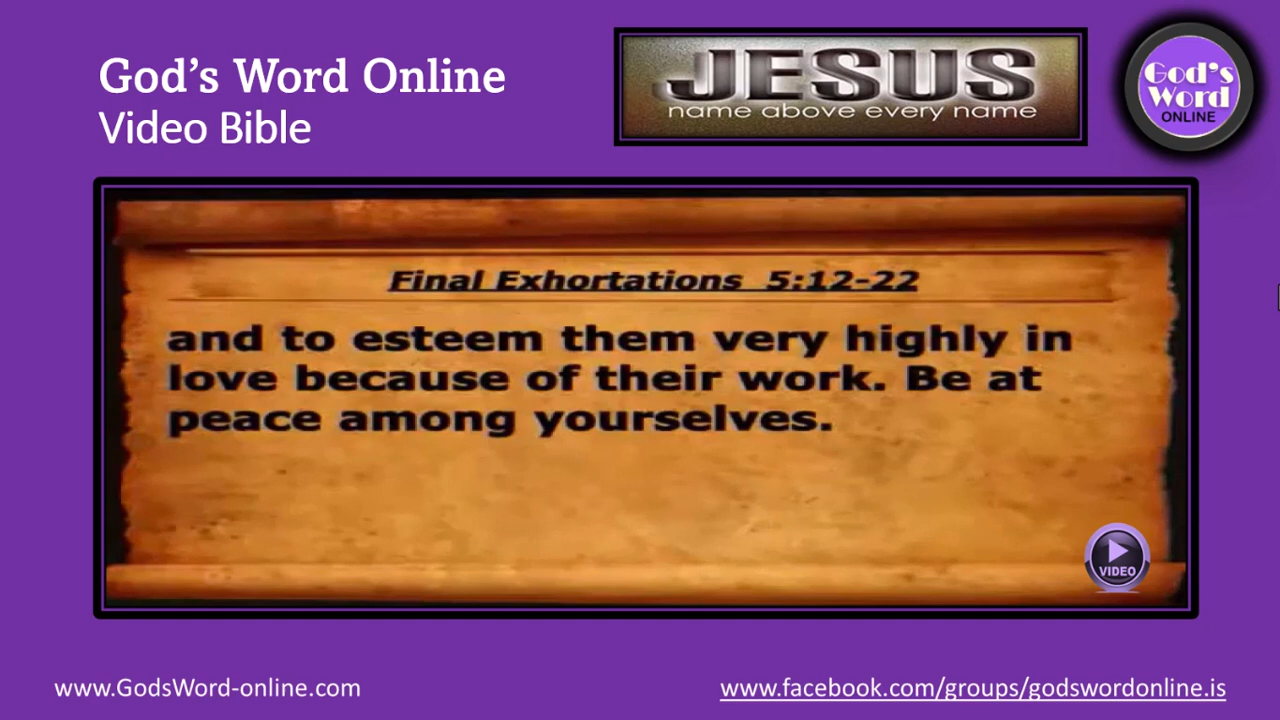 God's Word Online
Video Bible
JESUS
name above every name
God's
Word
ONLINE
Final Exhortations 5:12-22
and to esteem them very highly in
love because of their work. Be at
peace among yourselves.
VIDEO
www.GodsWord-online.com
www.facebook.com/groups/godswordonline.is